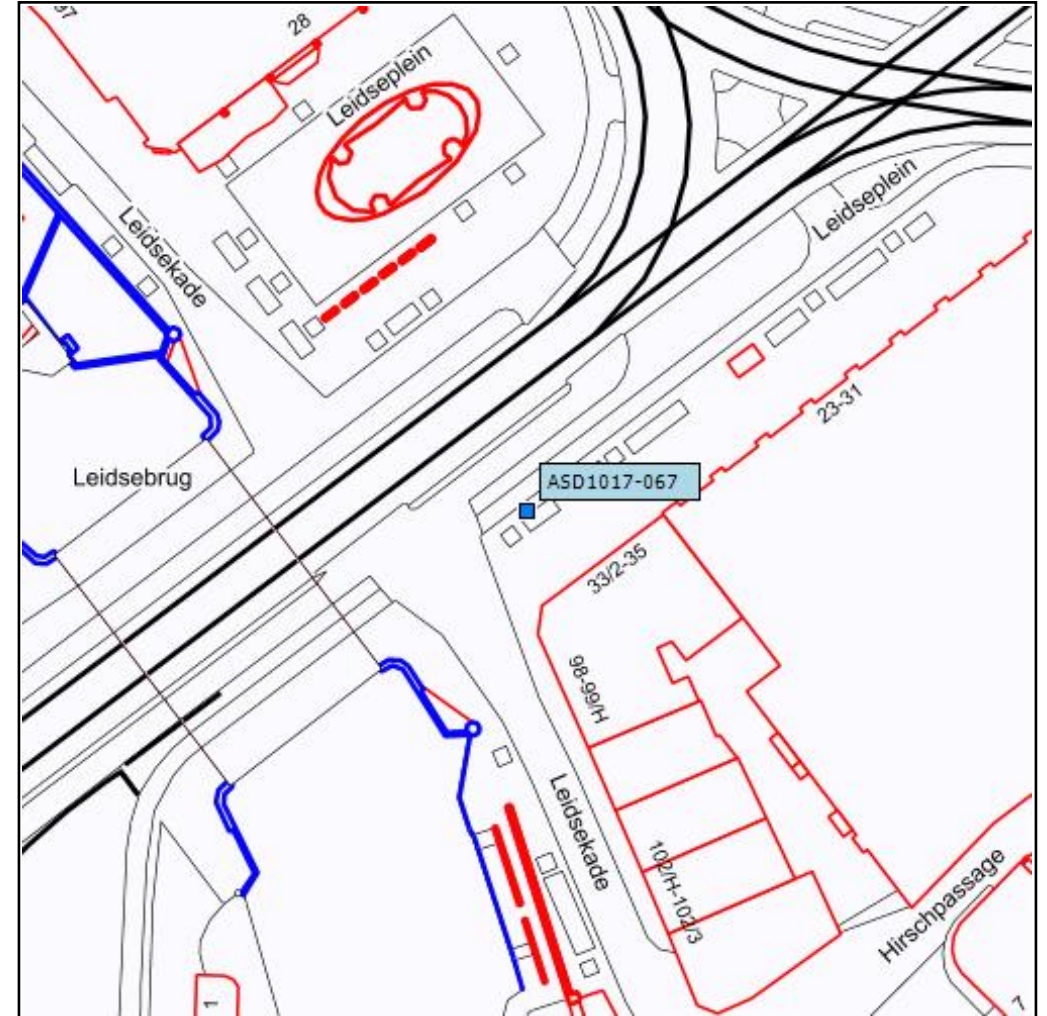 97
28
Leidseplein
Leidseplein
Leidsekade
23-31
Leidsebrug
ASD1017-067
33/2-35
98-99/H
Leidsekade
102/H-102/3
Hirschpassage
1
7